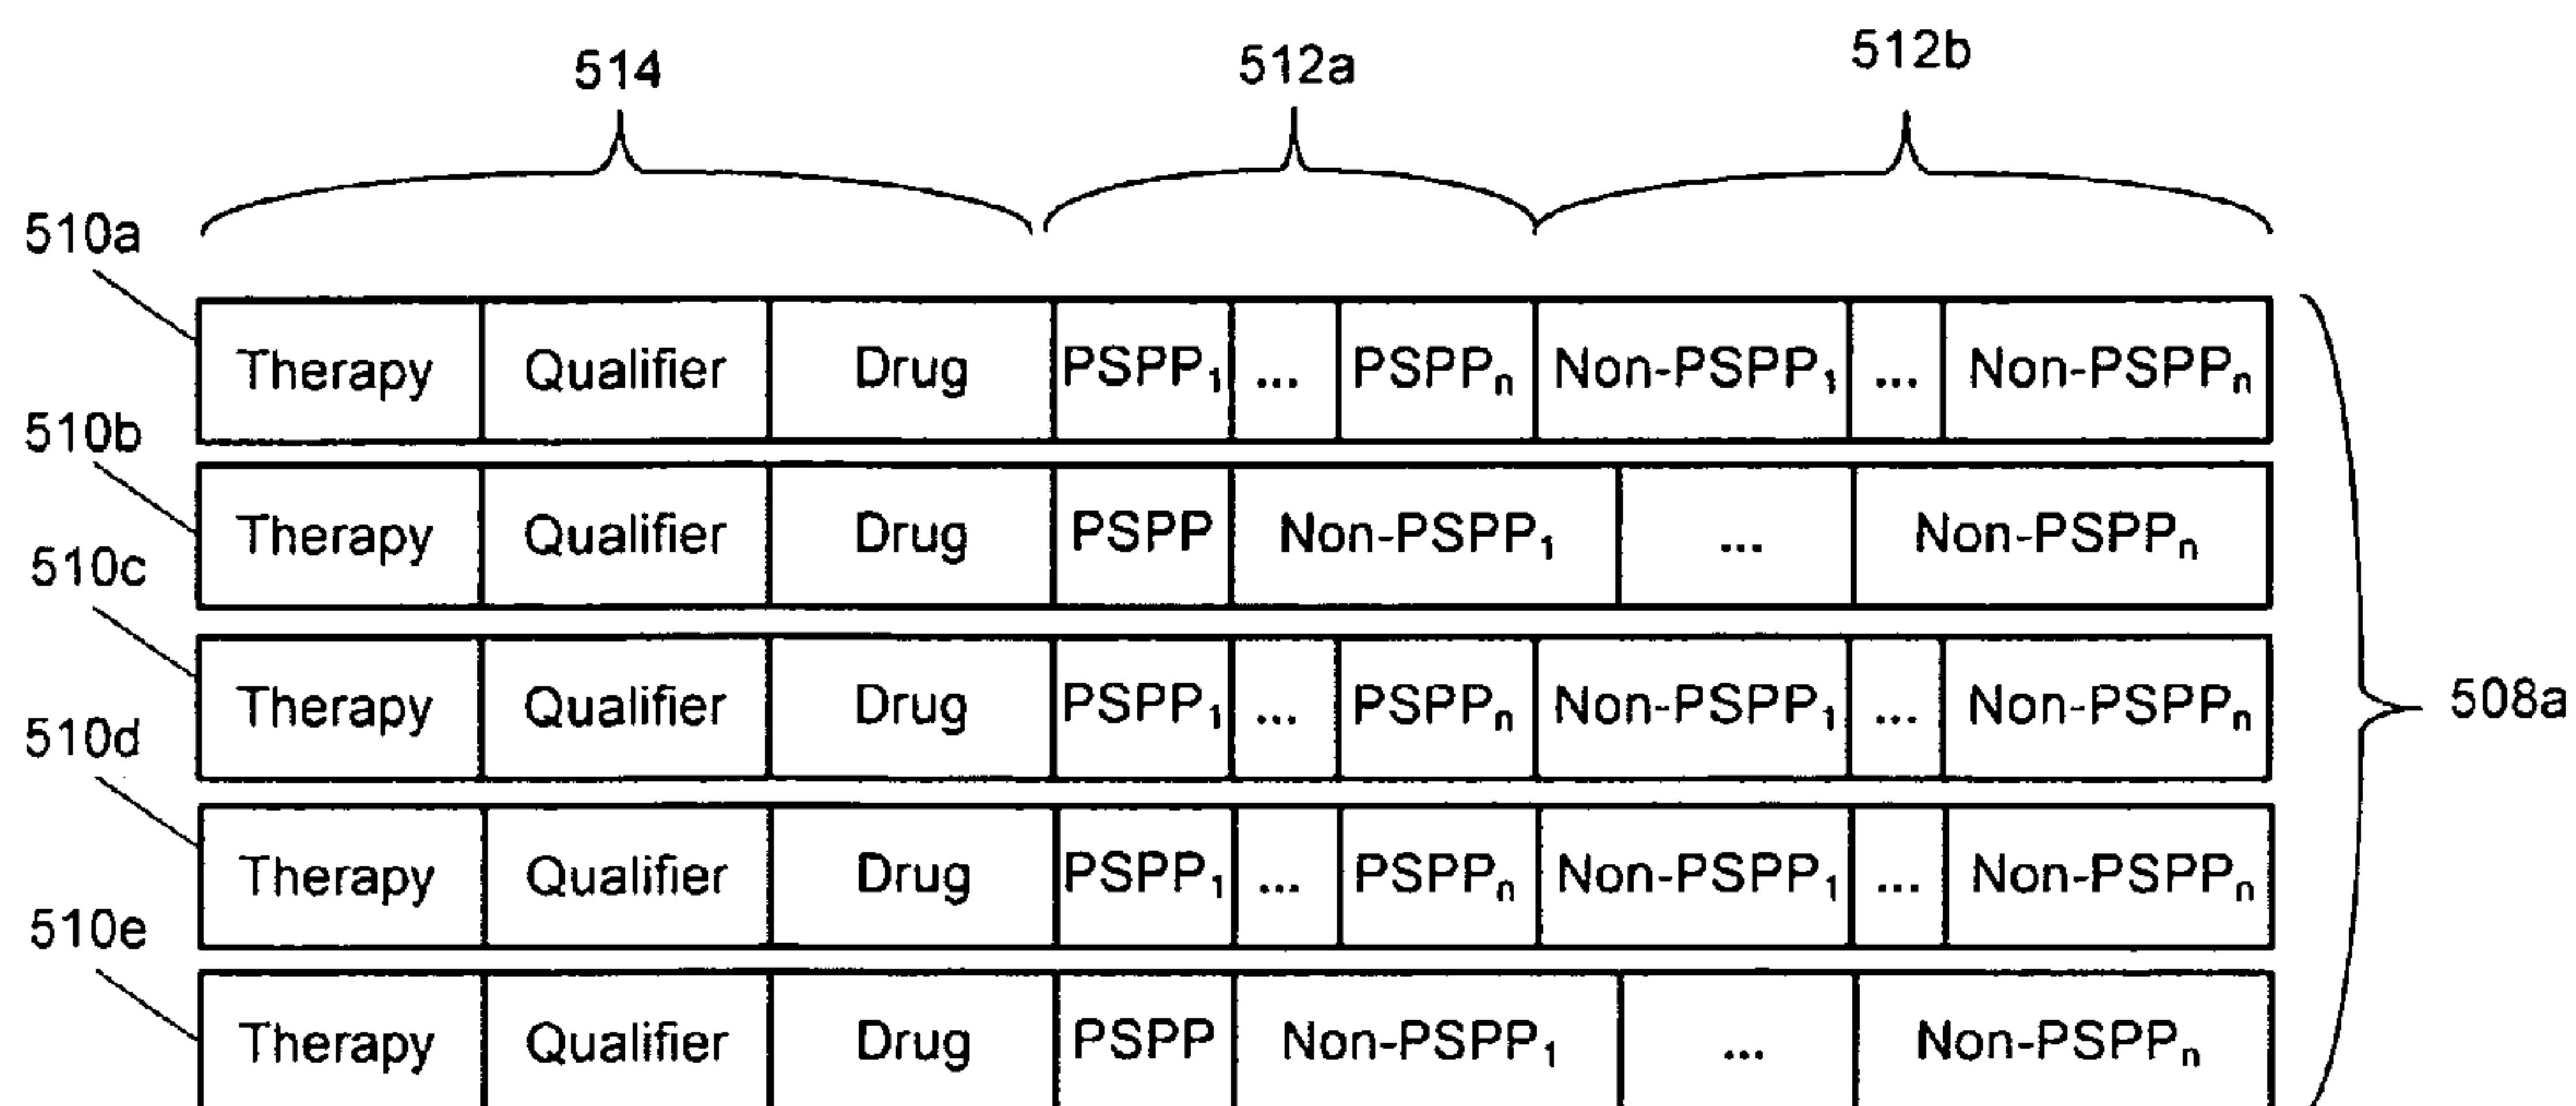 514 512a 512b
510a
Therapy Qualifier Drug PSPP₁ ... PSPPₙ Non-PSPP₁ ... Non-PSPPₙ
510b
Therapy Qualifier Drug PSPP Non-PSPP₁ ... Non-PSPPₙ
510c
Therapy Qualifier Drug PSPP₁ ... PSPPₙ Non-PSPP₁ ... Non-PSPPₙ
508a
510d
Therapy Qualifier Drug PSPP₁ ... PSPPₙ Non-PSPP₁ ... Non-PSPPₙ
510e
Therapy Qualifier Drug PSPP Non-PSPP₁ ... Non-PSPPₙ